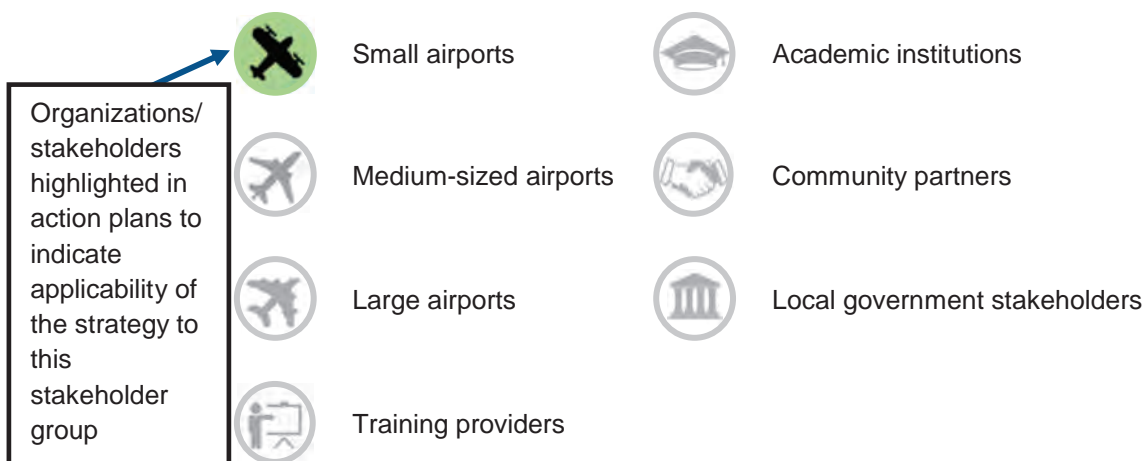 Organizations/
stakeholders
highlighted in
action plans to
indicate
applicability of
the strategy to
this
stakeholder
group
Small airports
Medium-sized airports
Large airports
Training providers
Academic institutions
Community partners
Local government stakeholders